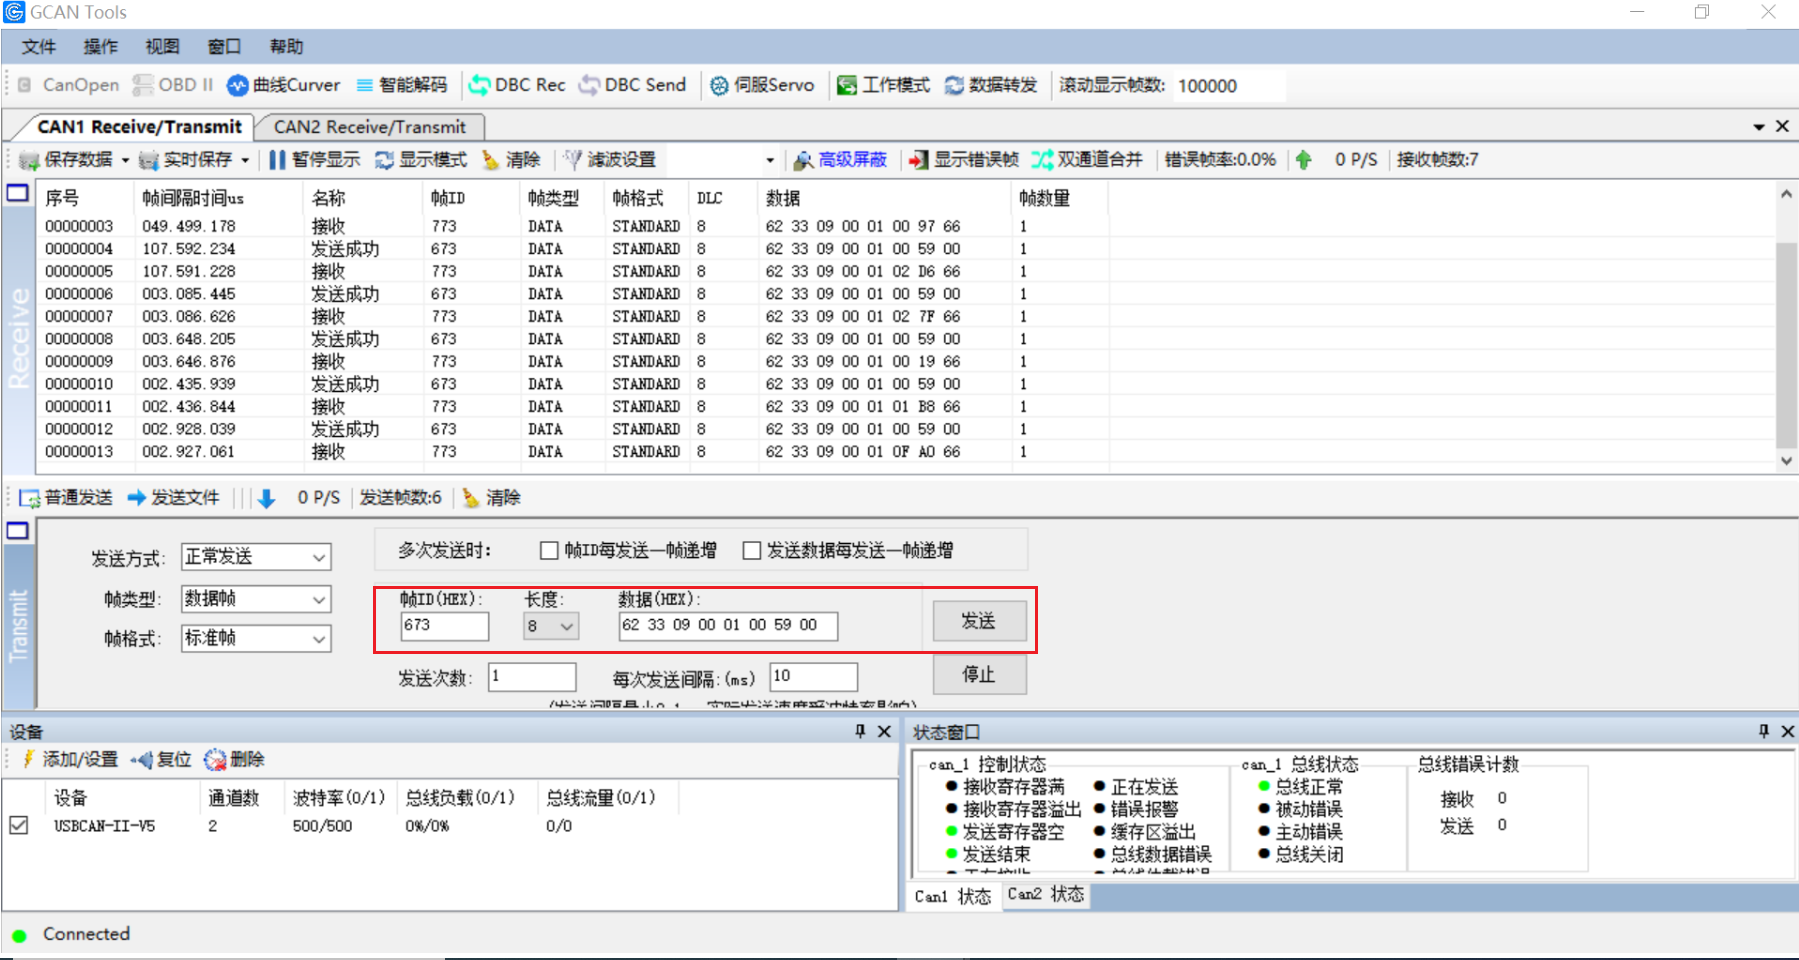 GCAN Tools
文件 操作 视图 窗口 帮助
CanOpen OBD II 曲线Curver 智能解码 DBC Rec DBC Send 伺服Servo 工作模式 数据转发 滚动显示帧数: 100000
CAN1 Receive/Transmit CAN2 Receive/Transmit
保存数据 实时保存 暂停显示 显示模式 清除 滤波设置 高级屏蔽 显示错误帧 双通道合并 错误帧率:0.0% 0 P/S 接收帧数:7
Receive
序号 帧间隔时间us 名称 帧ID 帧类型 帧格式 DLC 数据 帧数量
00000003 049.499.178 接收 773 DATA STANDARD 8 62 33 09 00 01 00 97 66 1
00000004 107.592.234 发送成功 673 DATA STANDARD 8 62 33 09 00 01 00 59 00 1
00000005 107.591.228 接收 773 DATA STANDARD 8 62 33 09 00 01 02 D6 66 1
00000006 003.085.445 发送成功 673 DATA STANDARD 8 62 33 09 00 01 00 59 00 1
00000007 003.086.626 接收 773 DATA STANDARD 8 62 33 09 00 01 02 7F 66 1
00000008 003.648.205 发送成功 673 DATA STANDARD 8 62 33 09 00 01 00 59 00 1
00000009 003.646.876 接收 773 DATA STANDARD 8 62 33 09 00 01 00 19 66 1
00000010 002.435.939 发送成功 673 DATA STANDARD 8 62 33 09 00 01 00 59 00 1
00000011 002.436.844 接收 773 DATA STANDARD 8 62 33 09 00 01 01 B8 66 1
00000012 002.928.039 发送成功 673 DATA STANDARD 8 62 33 09 00 01 00 59 00 1
00000013 002.927.061 接收 773 DATA STANDARD 8 62 33 09 00 01 0F A0 66 1
普通发送 发送文件 0 P/S 发送帧数:6 清除
Transmit
发送方式: 正常发送 多次发送时: 帧ID每发送一帧递增 发送数据每发送一帧递增
帧类型: 数据帧 帧ID(HEX): 长度: 数据(HEX):
帧格式: 标准帧 673 8 62 33 09 00 01 00 59 00 发送
发送次数: 1 每次发送间隔:(ms) 10 停止
设备
添加/设置 复位 删除
设备 通道数 波特率(0/1) 总线负载(0/1) 总线流量(0/1)
USBCAN-II-V5 2 500/500 0%/0% 0/0
状态窗口
can_1 控制状态 can_1 总线状态 总线错误计数
接收寄存器满 正在发送 总线正常 接收 0
接收寄存器溢出 错误报警 被动错误 发送 0
发送寄存器空 缓存区溢出 主动错误
发送结束 总线数据错误 总线关闭
Can1 状态 Can2 状态
Connected